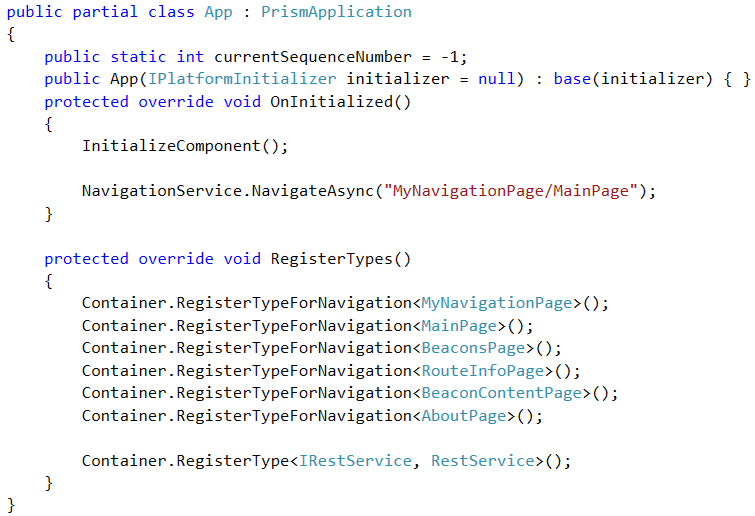 public partial class App : PrismApplication
{
    public static int currentSequenceNumber = -1;
    public App(IPlatformInitializer initializer = null) : base(initializer) { }
    protected override void OnInitialized()
    {
        InitializeComponent();

        NavigationService.NavigateAsync("MyNavigationPage/MainPage");
    }

    protected override void RegisterTypes()
    {
        Container.RegisterTypeForNavigation<MyNavigationPage>();
        Container.RegisterTypeForNavigation<MainPage>();
        Container.RegisterTypeForNavigation<BeaconsPage>();
        Container.RegisterTypeForNavigation<RouteInfoPage>();
        Container.RegisterTypeForNavigation<BeaconContentPage>();
        Container.RegisterTypeForNavigation<AboutPage>();

        Container.RegisterType<IRestService, RestService>();
    }
}